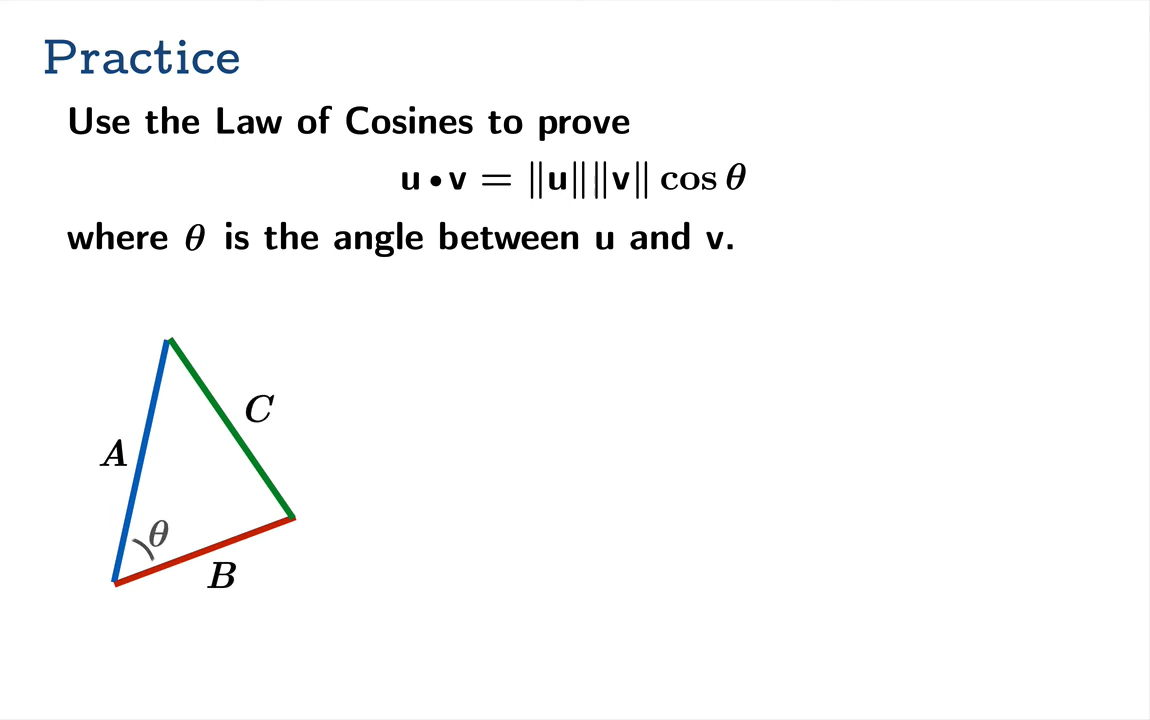 Practice
Use the Law of Cosines to prove
u • v = ‖u‖‖v‖ cos θ
where θ is the angle between u and v.
C
A
θ
B